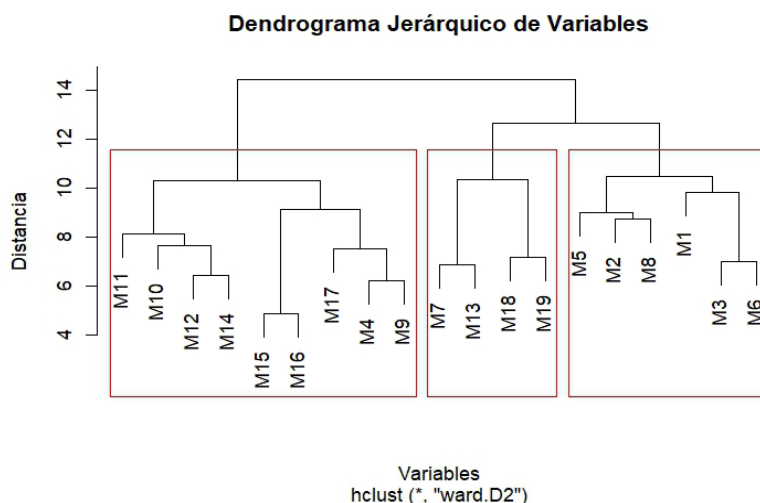 Dendrograma Jerárquico de Variables
Distancia
14
12
10
8
6
4
M11
M10
M12
M14
M15
M16
M17
M4
M9
M7
M13
M18
M19
M5
M2
M8
M1
M3
M6
Variables
hclust (*, "ward.D2")